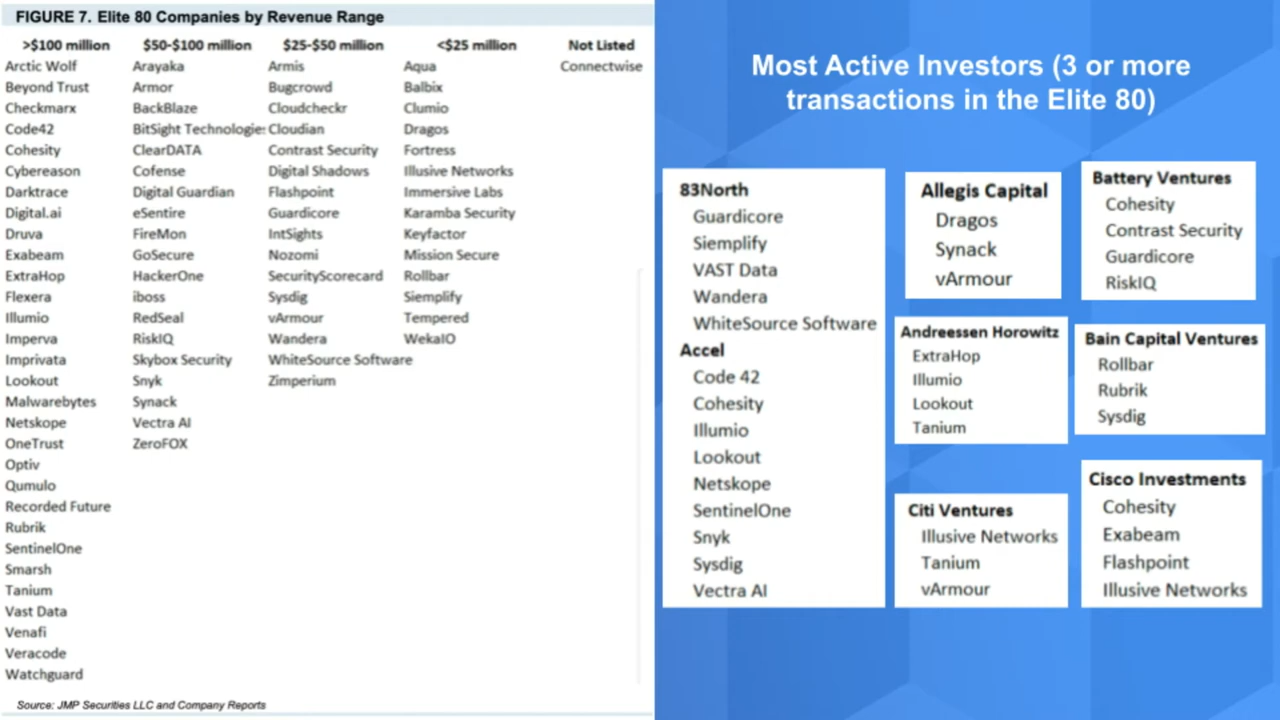 FIGURE 7. Elite 80 Companies by Revenue Range
>$100 million
Arctic Wolf
Beyond Trust
Checkmarx
Code42
Cohesity
Cybereason
Darktrace
Digital.ai
Druva
Exabeam
ExtraHop
Flexera
Illumio
Imperva
Imprivata
Lookout
Malwarebytes
Netskope
OneTrust
Optiv
Qumulo
Recorded Future
Rubrik
SentinelOne
Smarsh
Tanium
Vast Data
Venafi
Veracode
Watchguard
$50-$100 million
Arayaka
Armor
BackBlaze
BitSight Technologie
ClearDATA
Cofense
Digital Guardian
eSentire
FireMon
GoSecure
HackerOne
iboss
RedSeal
RiskIQ
Skybox Security
Snyk
Synack
Vectra AI
ZeroFOX
$25-$50 million
Armis
Bugcrowd
Cloudcheckr
Cloudian
Contrast Security
Digital Shadows
Flashpoint
Guardicore
IntSights
Nozomi
SecurityScorecard
Sysdig
vArmour
Wandera
WhiteSource Software
Zimperium
<$25 million
Aqua
Balbix
Clumio
Dragos
Fortress
Illusive Networks
Immersive Labs
Karamba Security
Keyfactor
Mission Secure
Rollbar
Siemplify
Tempered
WekaIO
Not Listed
Connectwise
Source: JMP Securities LLC and Company Reports
Most Active Investors (3 or more
transactions in the Elite 80)
83North
Guardicore
Siemplify
VAST Data
Wandera
WhiteSource Software
Accel
Code 42
Cohesity
Illumio
Lookout
Netskope
SentinelOne
Snyk
Sysdig
Vectra AI
Allegis Capital
Dragos
Synack
vArmour
Andreessen Horowitz
ExtraHop
Illumio
Lookout
Tanium
Citi Ventures
Illusive Networks
Tanium
vArmour
Battery Ventures
Cohesity
Contrast Security
Guardicore
RiskIQ
Bain Capital Ventures
Rollbar
Rubrik
Sysdig
Cisco Investments
Cohesity
Exabeam
Flashpoint
Illusive Networks